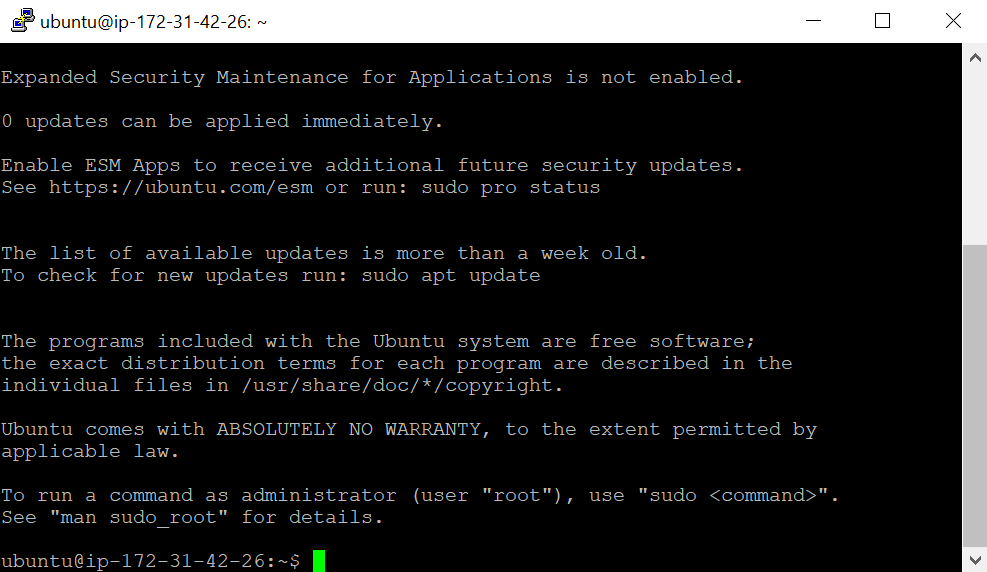 ubuntu@ip-172-31-42-26: ~
Expanded Security Maintenance for Applications is not enabled.
0 updates can be applied immediately.
Enable ESM Apps to receive additional future security updates.
See https://ubuntu.com/esm or run: sudo pro status
The list of available updates is more than a week old.
To check for new updates run: sudo apt update
The programs included with the Ubuntu system are free software;
the exact distribution terms for each program are described in the
individual files in /usr/share/doc/*/copyright.
Ubuntu comes with ABSOLUTELY NO WARRANTY, to the extent permitted by
applicable law.
To run a command as administrator (user "root"), use "sudo <command>".
See "man sudo_root" for details.
ubuntu@ip-172-31-42-26:~$